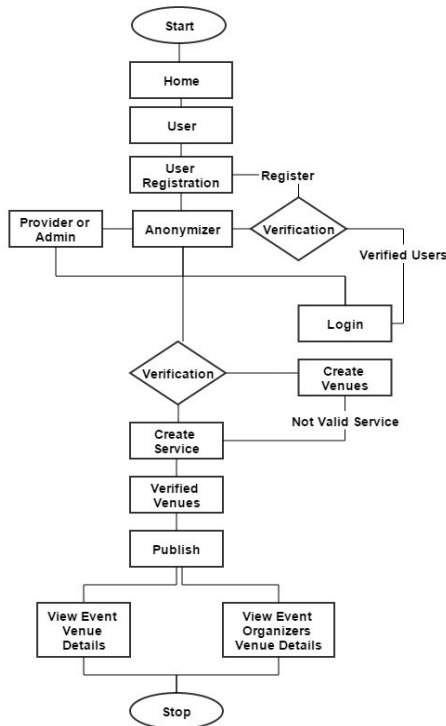 Start
Home
User
User
Registration
Register
Provider or
Admin
Anonymizer
Verification
Verified Users
Login
Verification
Create
Venues
Not Valid Service
Create
Service
Verified
Venues
Publish
View Event
Venue
Details
View Event
Organizers
Venue Details
Stop